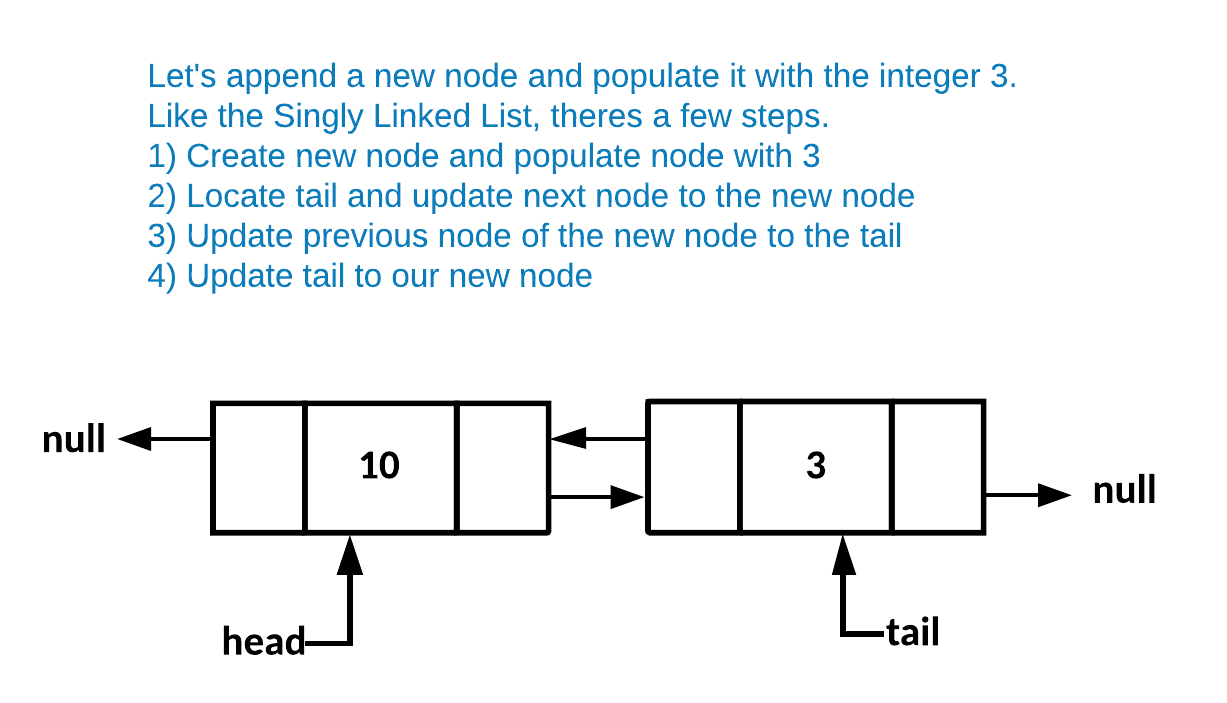 Let's append a new node and populate it with the integer 3.
Like the Singly Linked List, theres a few steps.
1) Create new node and populate node with 3
2) Locate tail and update next node to the new node
3) Update previous node of the new node to the tail
4) Update tail to our new node
null
10
3
null
head
tail